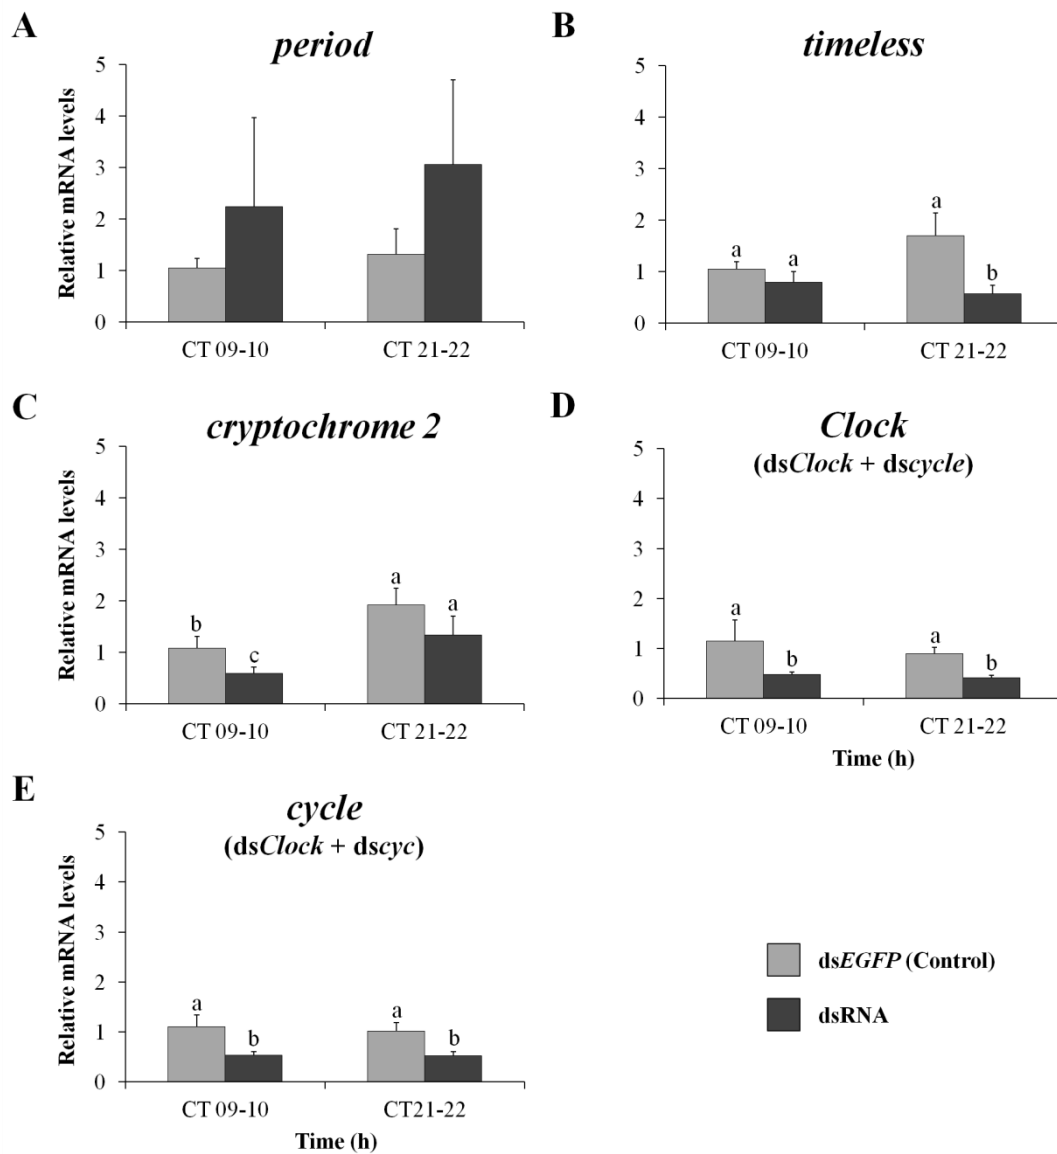 A
period
Relative mRNA levels
5
4
3
2
1
0
CT 09-10
CT 21-22
B
timeless
5
4
3
2
1
0
a
a
a
b
CT 09-10
CT 21-22
C
cryptochrome 2
Relative mRNA levels
5
4
3
2
1
0
b
c
a
a
CT 09-10
CT 21-22
D
Clock
(dsClock + dscycle)
5
4
3
2
1
0
a
b
a
b
CT 09-10
CT 21-22
Time (h)
E
cycle
(dsClock + dscyc)
Relative mRNA levels
5
4
3
2
1
0
a
b
a
b
CT 09-10
CT21-22
Time (h)
dsEGFP (Control)
dsRNA